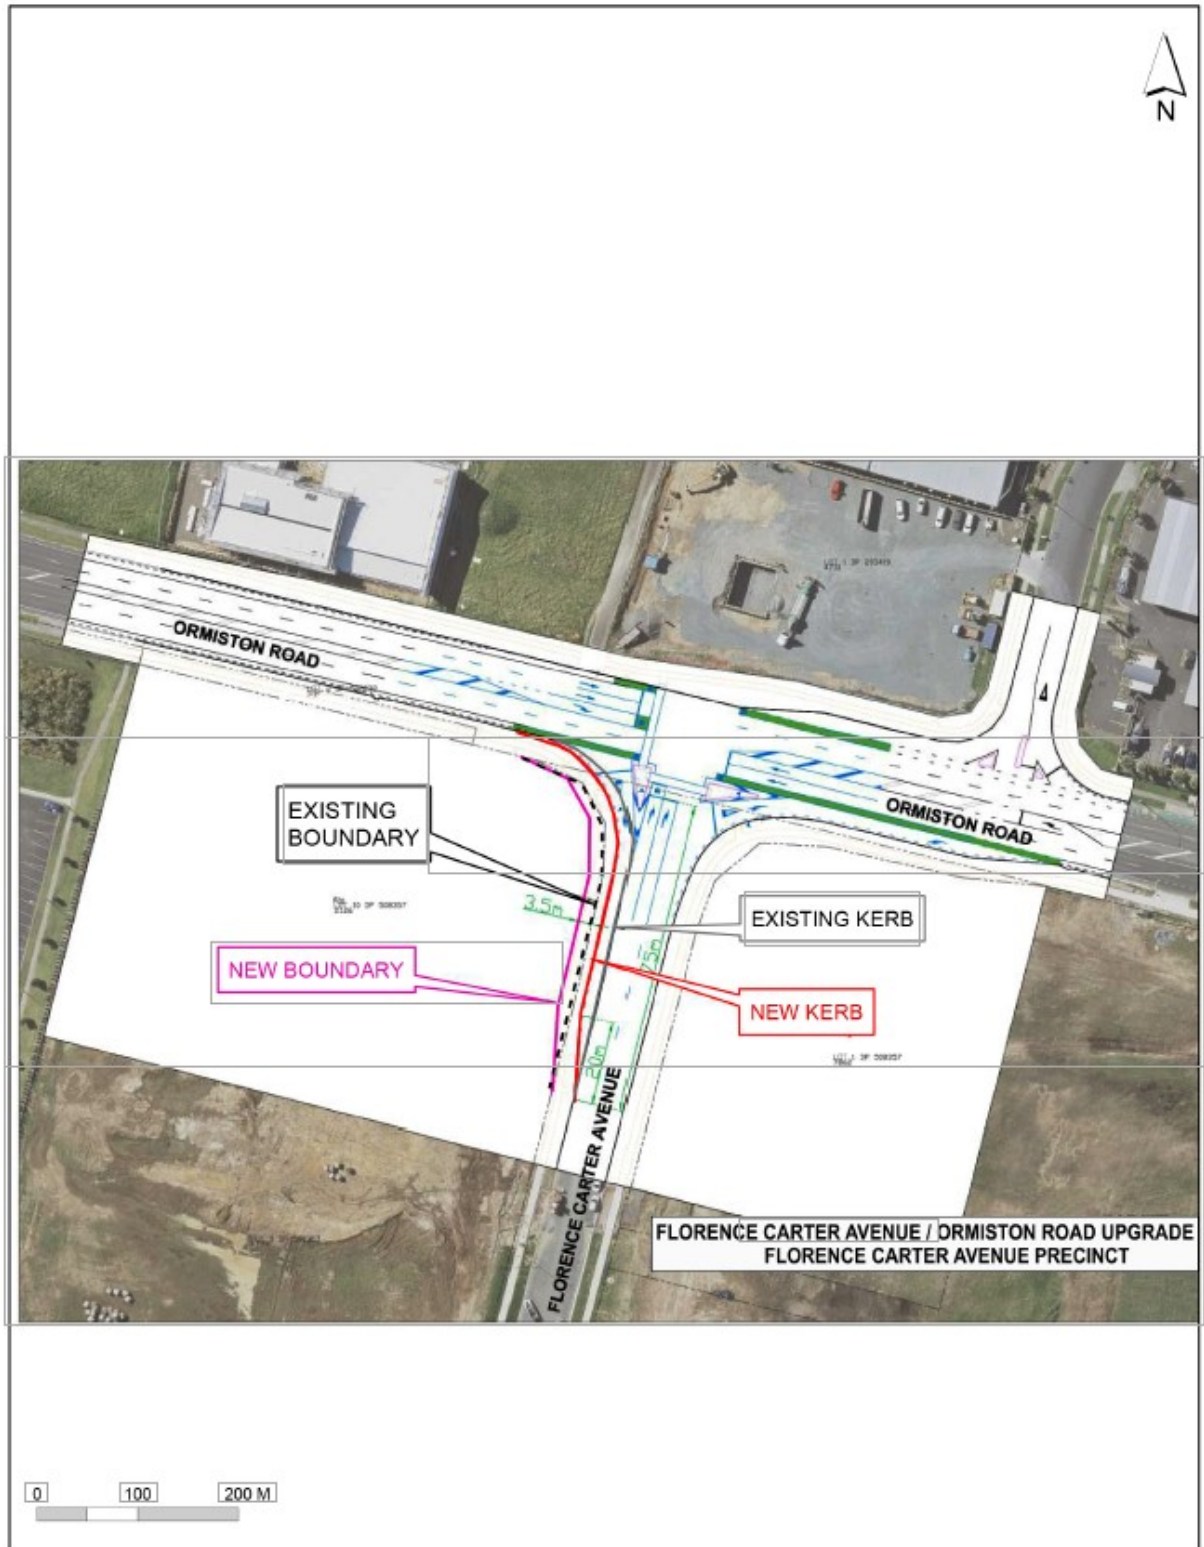 N
ORMISTON ROAD
ORMISTON ROAD
EXISTING
BOUNDARY
3.5m
EXISTING KERB
NEW BOUNDARY
75m
NEW KERB
20m
FLORENCE CARTER AVENUE
FLORENCE CARTER AVENUE / ORMISTON ROAD UPGRADE
FLORENCE CARTER AVENUE PRECINCT
0 100 200 M